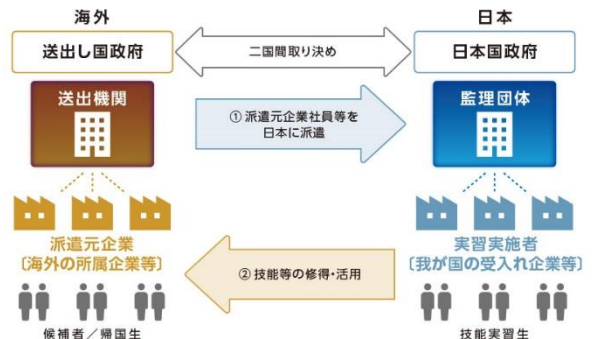 海外
日本
送出し国政府
二国間取り決め
日本国政府
送出機関
① 派遣元企業社員等を
日本に派遣
監理団体
派遣元企業
〔海外の所属企業等〕
② 技能等の修得・活用
実習実施者
〔我が国の受入れ企業等〕
候補者／帰国生
技能実習生